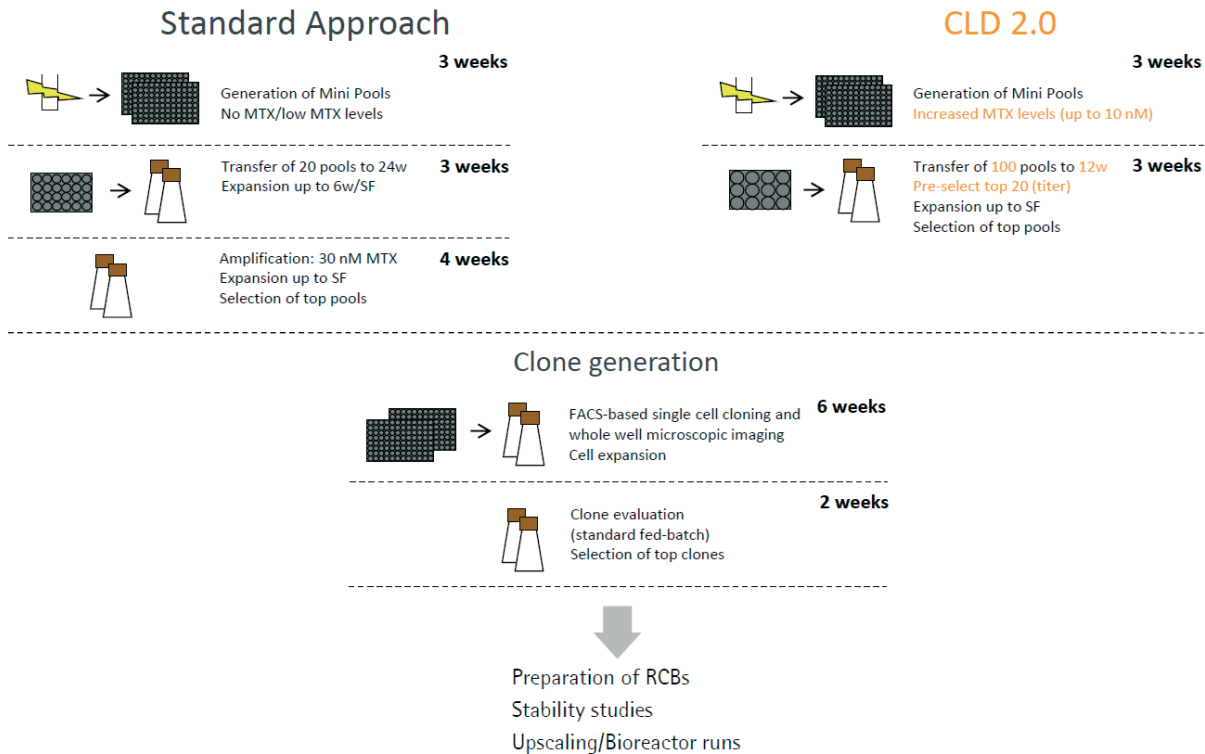 Standard Approach
3 weeks
Generation of Mini Pools
No MTX/low MTX levels
Transfer of 20 pools to 24w
3 weeks
Expansion up to 6w/SF
Amplification: 30 nM MTX
4 weeks
Expansion up to SF
Selection of top pools
CLD 2.0
3 weeks
Generation of Mini Pools
Increased MTX levels (up to 10 nM)
Transfer of 100 pools to 12w
3 weeks
Pre-select top 20 (titer)
Expansion up to SF
Selection of top pools
Clone generation
6 weeks
FACS-based single cell cloning and
whole well microscopic imaging
Cell expansion
2 weeks
Clone evaluation
(standard fed-batch)
Selection of top clones
Preparation of RCBs
Stability studies
Upscaling/Bioreactor runs